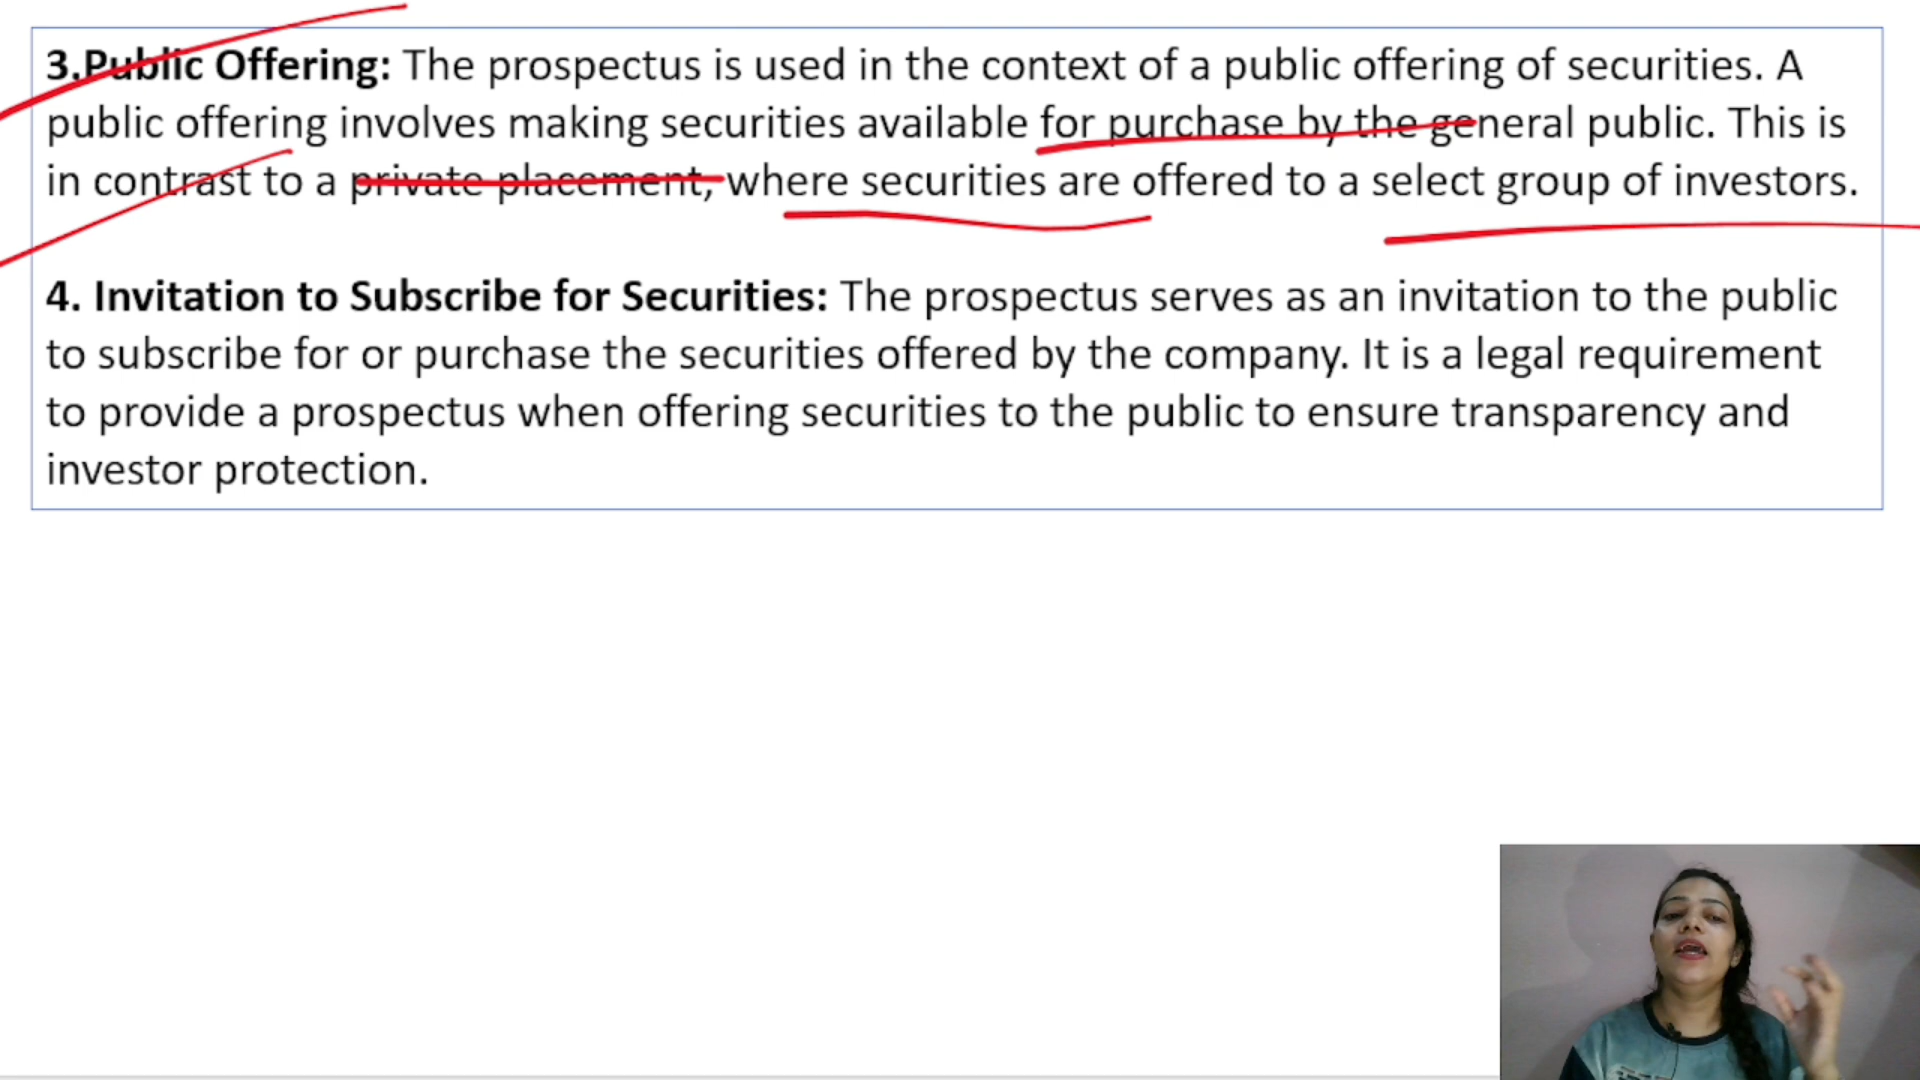 3.Public Offering: The prospectus is used in the context of a public offering of securities. A
public offering involves making securities available for purchase by the general public. This is
in contrast to a private placement, where securities are offered to a select group of investors.
4. Invitation to Subscribe for Securities: The prospectus serves as an invitation to the public
to subscribe for or purchase the securities offered by the company. It is a legal requirement
to provide a prospectus when offering securities to the public to ensure transparency and
investor protection.